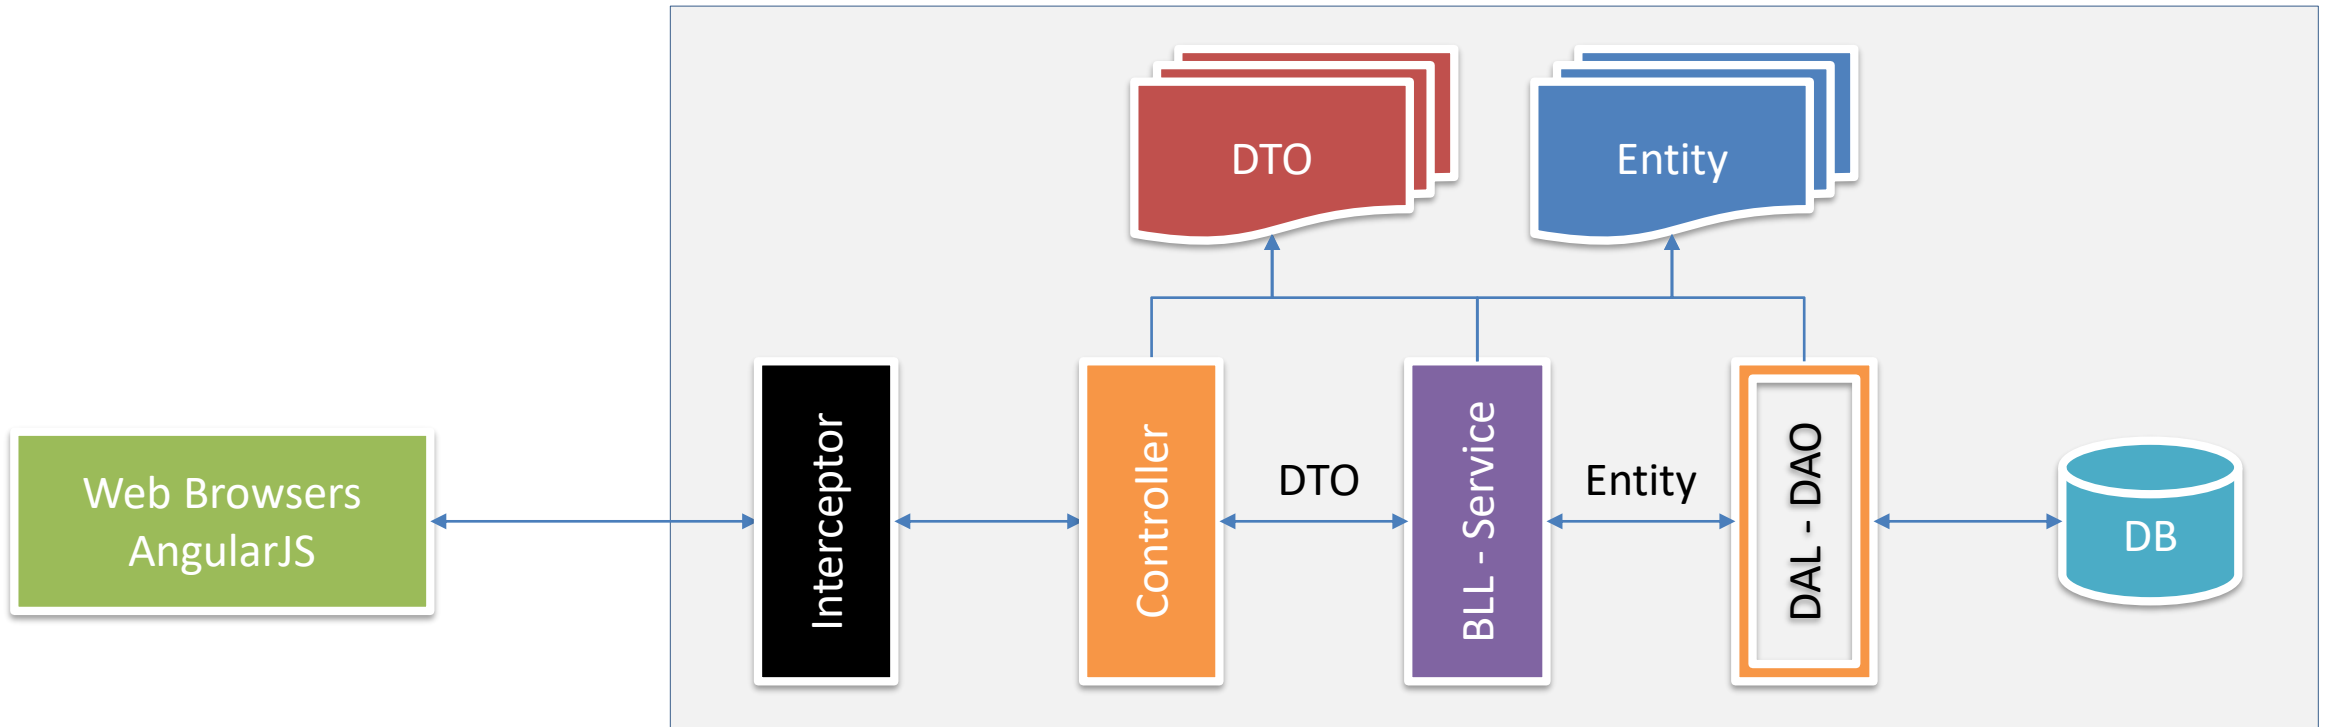 DTO
Entity
Web Browsers
AngularJS
Interceptor
Controller
DTO
BLL - Service
Entity
DAL - DAO
DB